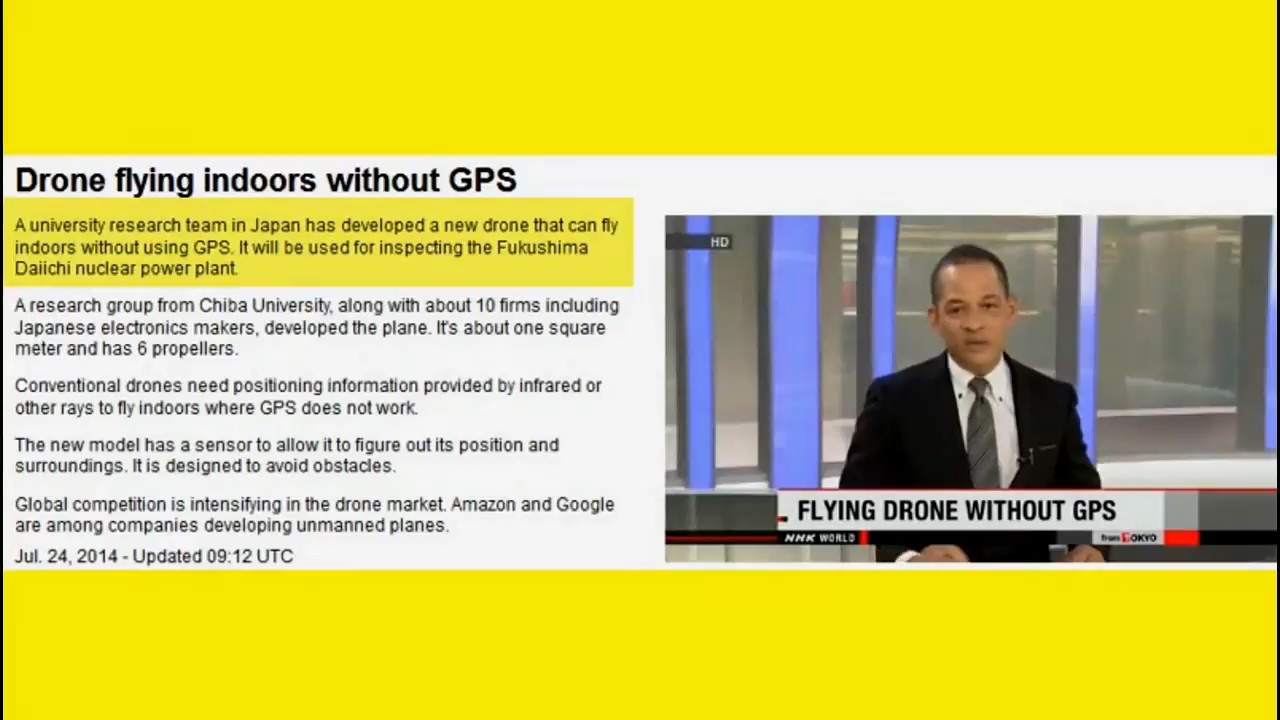 Drone flying indoors without GPS
A university research team in Japan has developed a new drone that can fly
indoors without using GPS. It will be used for inspecting the Fukushima
Daiichi nuclear power plant.
A research group from Chiba University, along with about 10 firms including
Japanese electronics makers, developed the plane. It's about one square
meter and has 6 propellers.
Conventional drones need positioning information provided by infrared or
other rays to fly indoors where GPS does not work.
The new model has a sensor to allow it to figure out its position and
surroundings. It is designed to avoid obstacles.
Global competition is intensifying in the drone market. Amazon and Google
are among companies developing unmanned planes.
Jul. 24, 2014 - Updated 09:12 UTC
HD
FLYING DRONE WITHOUT GPS
NHK WORLD
from TOKYO